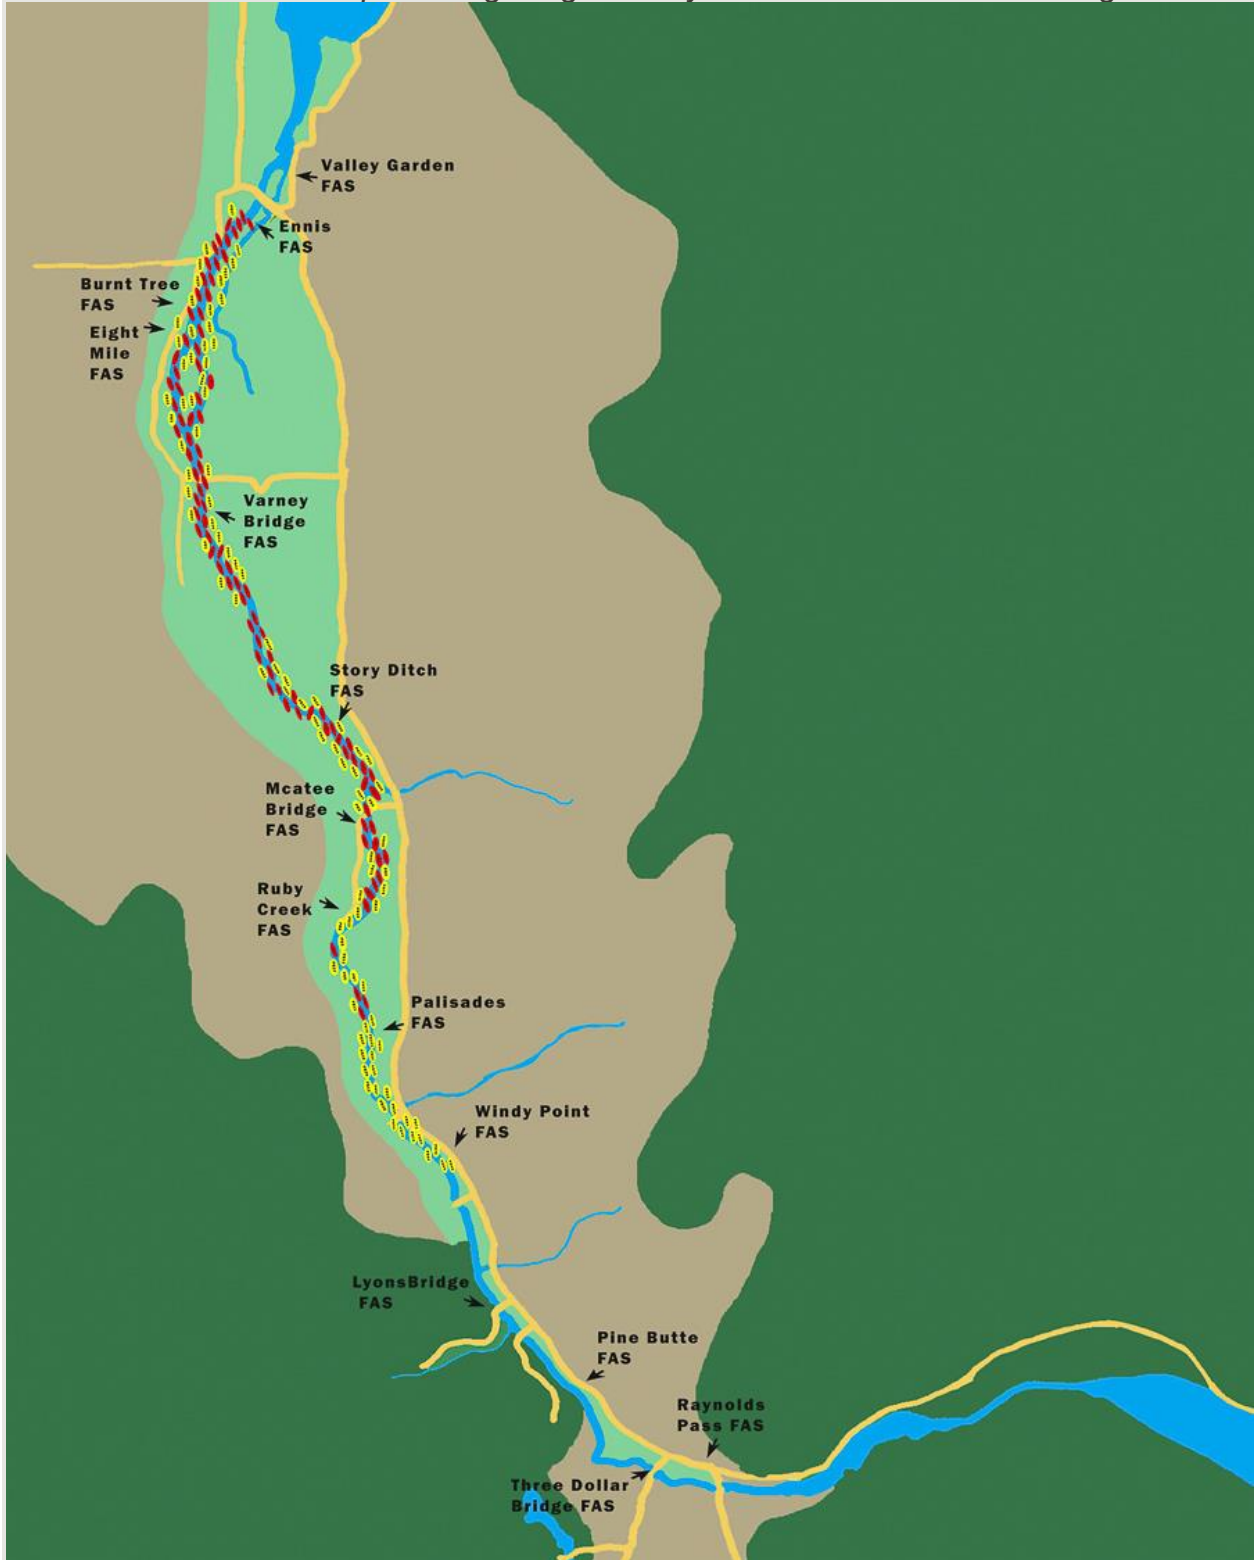 Valley Garden
FAS
Ennis
FAS
Burnt Tree
FAS
Eight
Mile
FAS
Varney
Bridge
FAS
Story Ditch
FAS
Mcatee
Bridge
FAS
Ruby
Creek
FAS
Palisades
FAS
Windy Point
FAS
LyonsBridge
FAS
Pine Butte
FAS
Raynolds
Pass FAS
Three Dollar
Bridge FAS